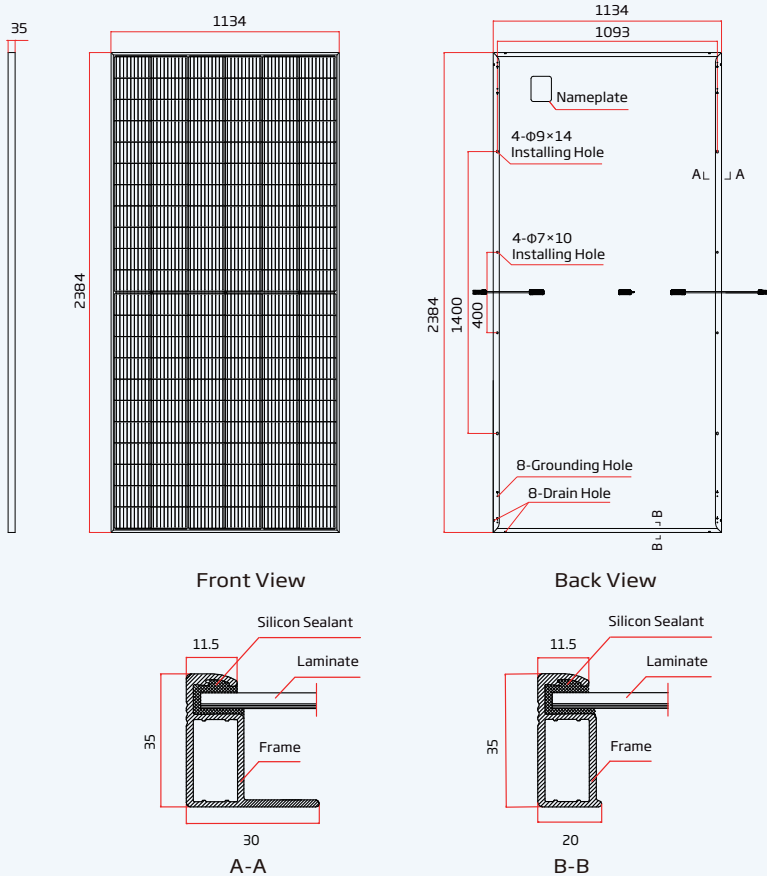 35
1134
2384
Front View
1134
1093
Nameplate
4-Φ9×14
Installing Hole
A
A
4-Φ7×10
Installing Hole
2384
1400
400
8-Grounding Hole
8-Drain Hole
B
B
Back View
11.5
Silicon Sealant
Laminate
35
Frame
30
A-A
11.5
Silicon Sealant
Laminate
35
Frame
20
B-B